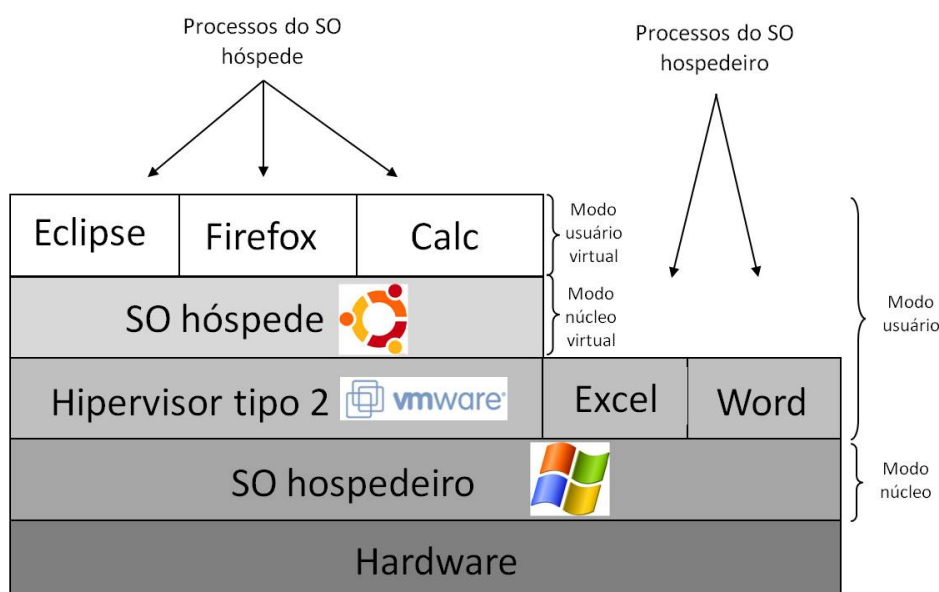 Processos do SO
hóspede
Processos do SO
hospedeiro
Eclipse
Firefox
Calc
Modo
usuário
virtual
SO hóspede
Modo
núcleo
virtual
Modo
usuário
Hipervisor tipo 2
vmware
Excel
Word
SO hospedeiro
Modo
núcleo
Hardware